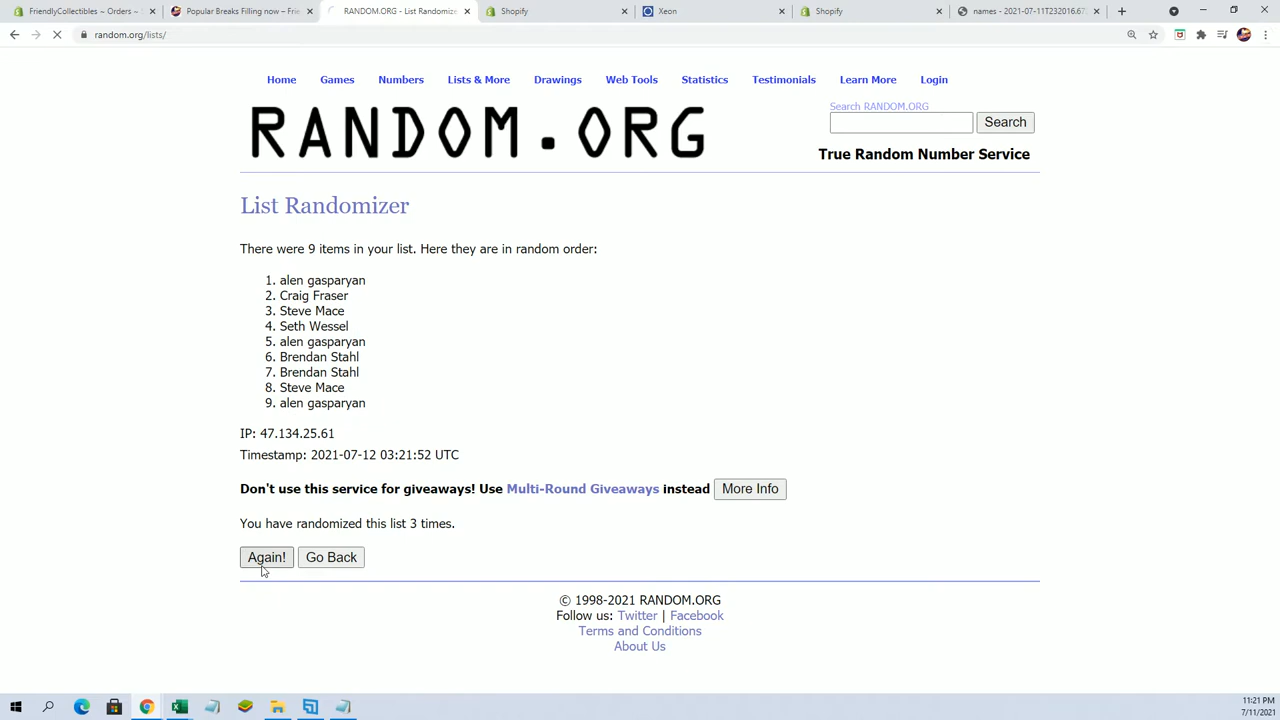 FriendlyCollectibles ~ Orders ~
Popular Breaks Filling now – Frie
RANDOM.ORG - List Randomizer
Shopify
Xeon
Shopify
names - 2021-07-11T232016.67
random.org/lists/
Home Games Numbers Lists & More Drawings Web Tools Statistics Testimonials Learn More Login
RANDOM.ORG
Search RANDOM.ORG
Search
True Random Number Service
List Randomizer
There were 9 items in your list. Here they are in random order:
1. alen gasparyan
2. Craig Fraser
3. Steve Mace
4. Seth Wessel
5. alen gasparyan
6. Brendan Stahl
7. Brendan Stahl
8. Steve Mace
9. alen gasparyan
IP: 47.134.25.61
Timestamp: 2021-07-12 03:21:52 UTC
Don't use this service for giveaways! Use Multi-Round Giveaways instead More Info
You have randomized this list 3 times.
Again! Go Back
© 1998-2021 RANDOM.ORG
Follow us: Twitter | Facebook
Terms and Conditions
About Us
11:21 PM
7/11/2021